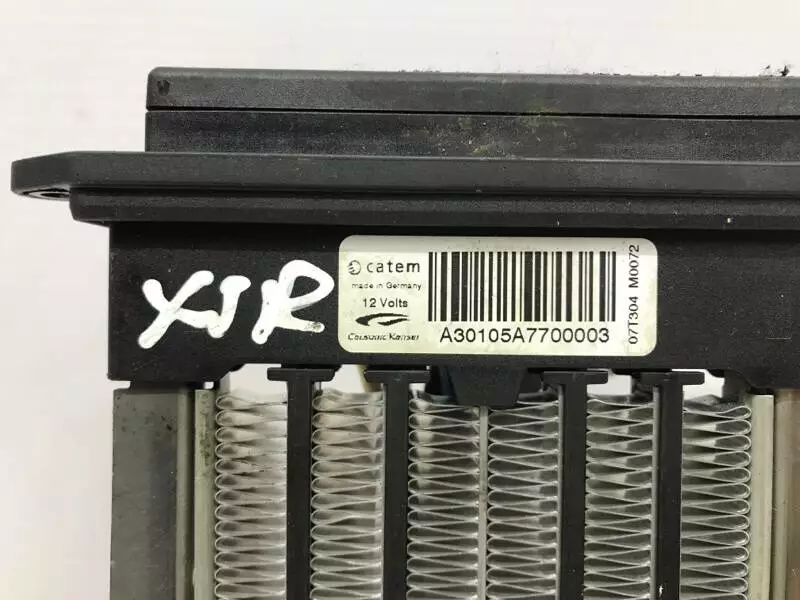 XJR
catem
made in Germany
12 Volts
Calsonic Kansei
A30105A7700003
07T304 M0072